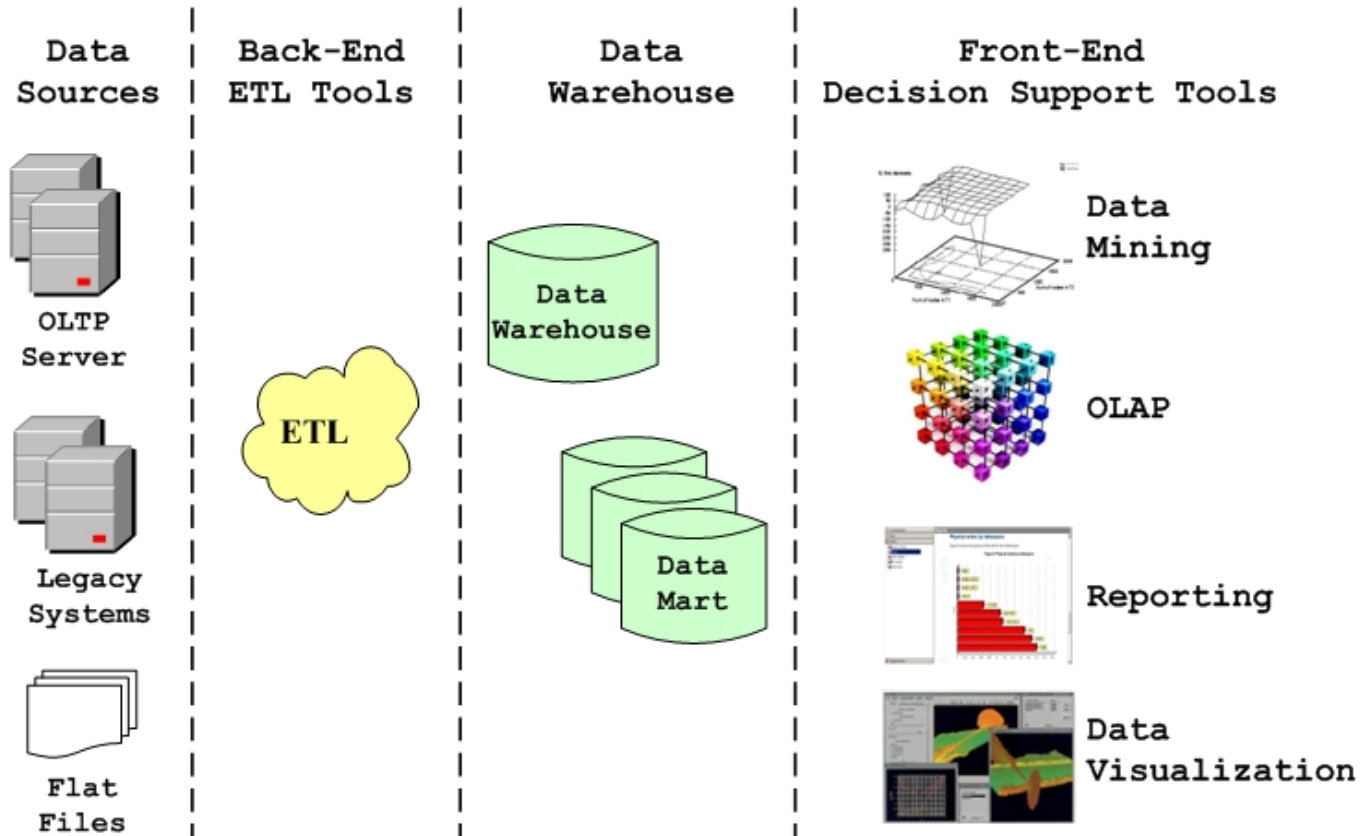 Data
Sources
Back-End
ETL Tools
Data
Warehouse
Front-End
Decision Support Tools
OLTP
Server
Legacy
Systems
Flat
Files
ETL
Data
Warehouse
Data
Mart
Data
Mining
OLAP
Reporting
Data
Visualization